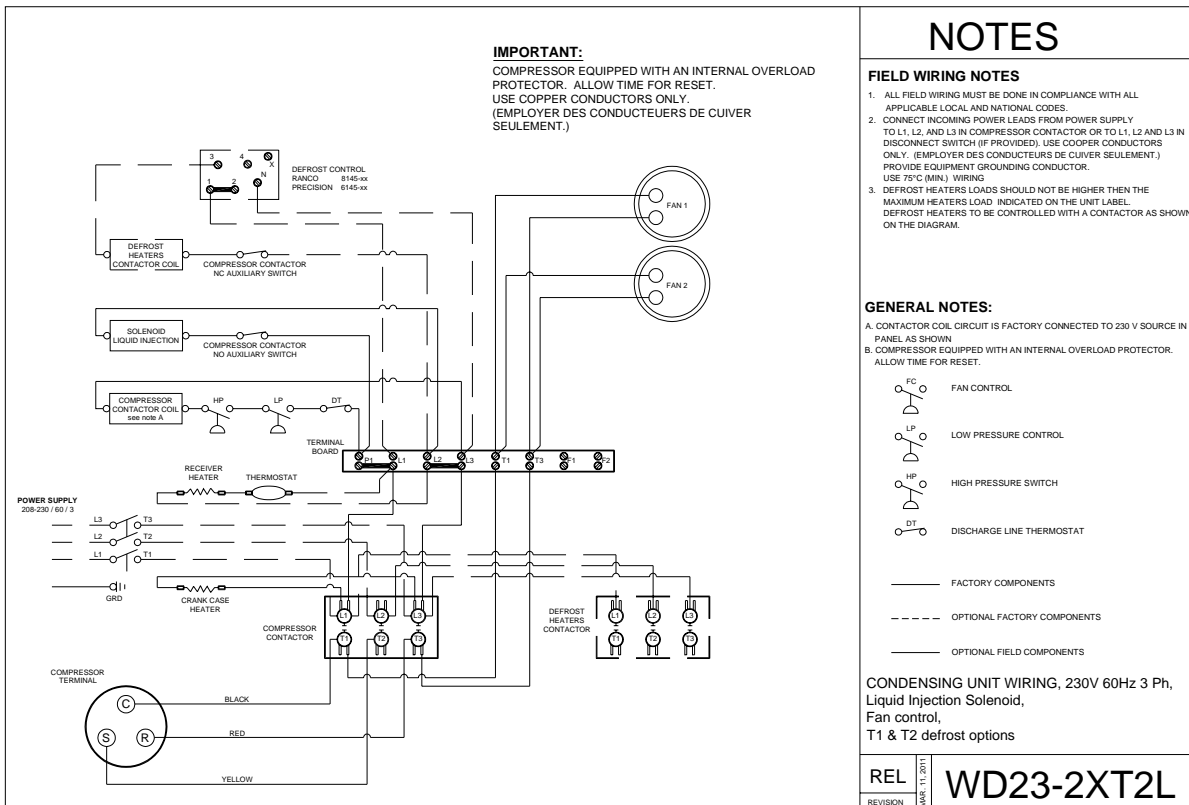 IMPORTANT:
COMPRESSOR EQUIPPED WITH AN INTERNAL OVERLOAD
PROTECTOR. ALLOW TIME FOR RESET.
USE COPPER CONDUCTORS ONLY.
(EMPLOYER DES CONDUCTEUERS DE CUIVER
SEULEMENT.)
3
4
X
1
2
N
DEFROST CONTROL
RANCO 8145-xx
PRECISION 6145-xx
FAN 1
FAN 2
DEFROST
HEATERS
CONTACTOR COIL
COMPRESSOR CONTACTOR
NC AUXILIARY SWITCH
SOLENOID
LIQUID INJECTION
COMPRESSOR CONTACTOR
NO AUXILIARY SWITCH
COMPRESSOR
CONTACTOR COIL
see note A
HP
LP
DT
TERMINAL
BOARD
P1
L1
L2
L3
T1
T3
F1
F2
RECEIVER
HEATER
THERMOSTAT
POWER SUPPLY
208-230 / 60 / 3
L3
T3
L2
T2
L1
T1
GRD
CRANK CASE
HEATER
COMPRESSOR
CONTACTOR
L1
L2
L3
T1
T2
T3
DEFROST
HEATERS
CONTACTOR
L1
L2
L3
T1
T2
T3
COMPRESSOR
TERMINAL
C
S
R
BLACK
RED
YELLOW
NOTES
FIELD WIRING NOTES
1. ALL FIELD WIRING MUST BE DONE IN COMPLIANCE WITH ALL
APPLICABLE LOCAL AND NATIONAL CODES.
2. CONNECT INCOMING POWER LEADS FROM POWER SUPPLY
TO L1, L2, AND L3 IN COMPRESSOR CONTACTOR OR TO L1, L2 AND L3 IN
DISCONNECT SWITCH (IF PROVIDED). USE COOPER CONDUCTORS
ONLY. (EMPLOYER DES CONDUCTEURS DE CUIVER SEULEMENT.)
PROVIDE EQUIPMENT GROUNDING CONDUCTOR.
USE 75°C (MIN.) WIRING
3. DEFROST HEATERS LOADS SHOULD NOT BE HIGHER THEN THE
MAXIMUM HEATERS LOAD INDICATED ON THE UNIT LABEL.
DEFROST HEATERS TO BE CONTROLLED WITH A CONTACTOR AS SHOWN
ON THE DIAGRAM.
GENERAL NOTES:
A. CONTACTOR COIL CIRCUIT IS FACTORY CONNECTED TO 230 V SOURCE IN
PANEL AS SHOWN
B. COMPRESSOR EQUIPPED WITH AN INTERNAL OVERLOAD PROTECTOR.
ALLOW TIME FOR RESET.
FC
FAN CONTROL
LP
LOW PRESSURE CONTROL
HP
HIGH PRESSURE SWITCH
DT
DISCHARGE LINE THERMOSTAT
FACTORY COMPONENTS
OPTIONAL FACTORY COMPONENTS
OPTIONAL FIELD COMPONENTS
CONDENSING UNIT WIRING, 230V 60Hz 3 Ph,
Liquid Injection Solenoid,
Fan control,
T1 & T2 defrost options
REL
REVISION
MAR. 11, 2011
WD23-2XT2L